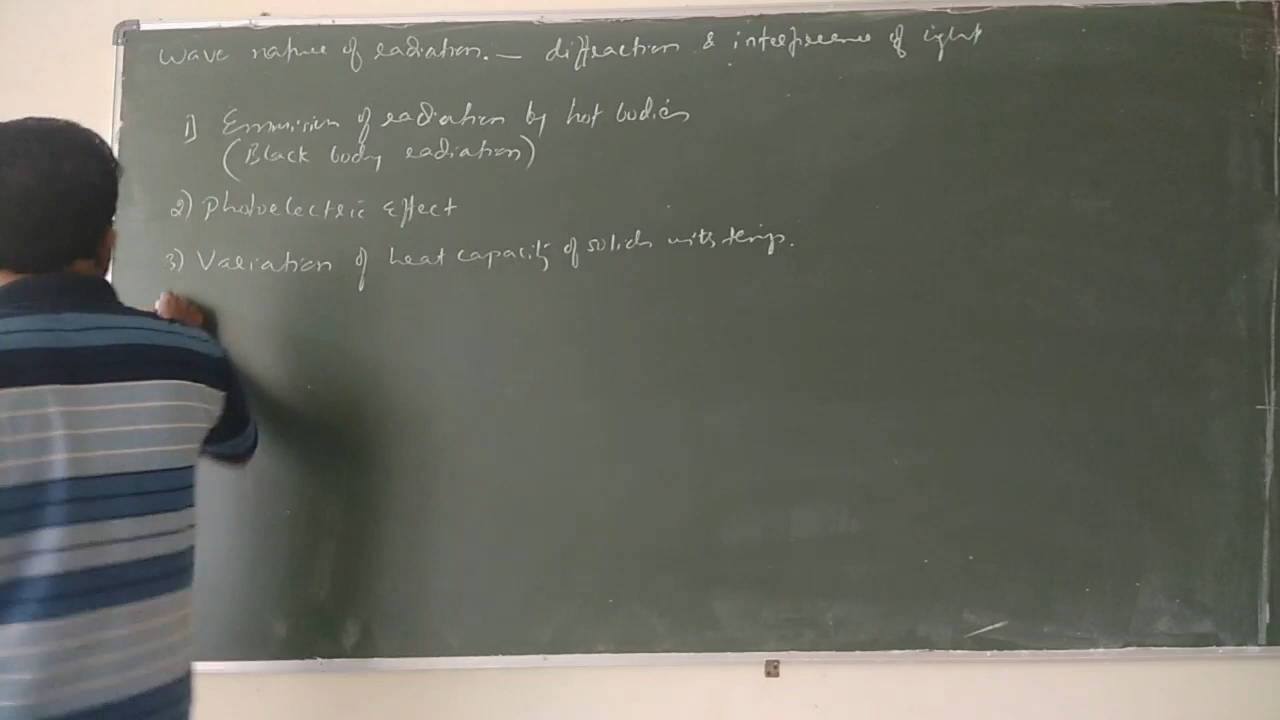 Wave nature of radiation. — diffraction & interference of light
1) Emmision of radiation by hot bodies
(Black body radiation)
2) Photoelectric Effect
3) Variation of heat capacity of solids with temp.